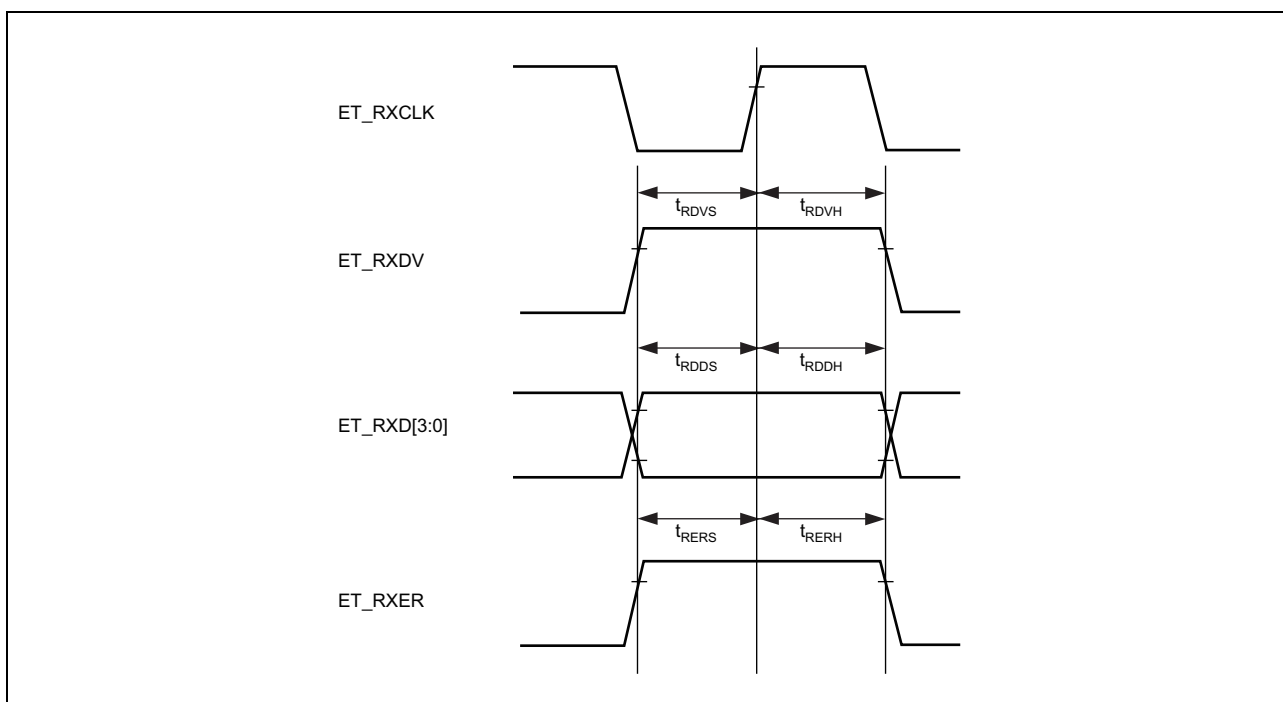 ET_RXCLK
tRDVS tRDVH
ET_RXDV
tRDDS tRDDH
ET_RXD[3:0]
tRERS tRERH
ET_RXER